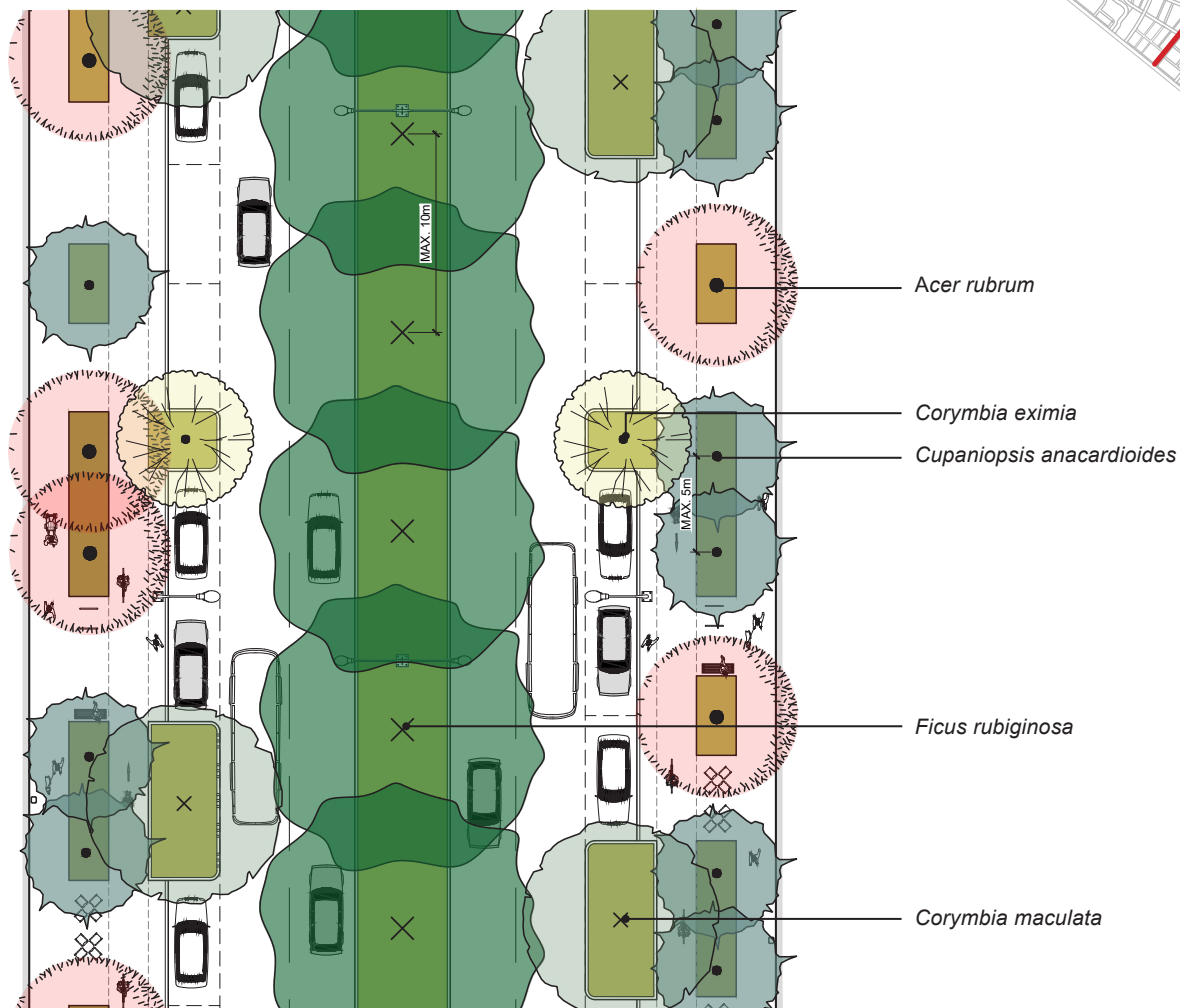 MAX. 10m
Acer rubrum
Corymbia eximia
Cupaniopsis anacardioides
MAX. 5m
Ficus rubiginosa
Corymbia maculata